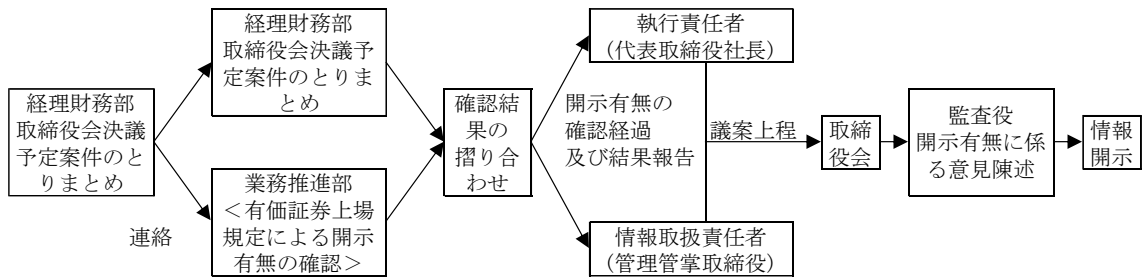 経理財務部
取締役会決議
予定案件のと
りまとめ
経理財務部
取締役会決議予
定案件のとりま
とめ
連絡
業務推進部
＜有価証券上場
規定による開示
有無の確認＞
確認結
果の
摺り合
わせ
執行責任者
（代表取締役社長）
開示有無の
確認経過
及び結果報告
情報取扱責任者
（管理管掌取締役）
議案上程
取締
役会
監査役
開示有無に係
る意見陳述
情報
開示